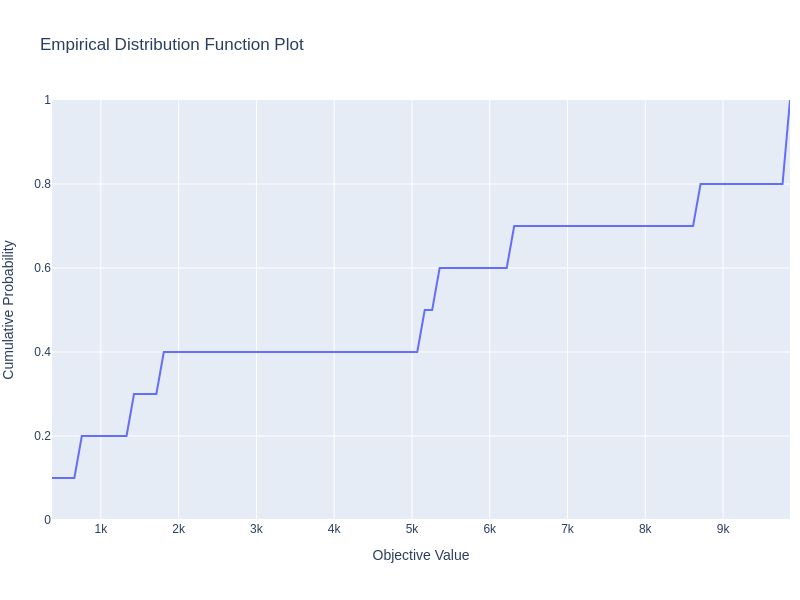 Empirical Distribution Function Plot
1
0.8
0.6
0.4
0.2
0
Cumulative Probability
1k 2k 3k 4k 5k 6k 7k 8k 9k
Objective Value